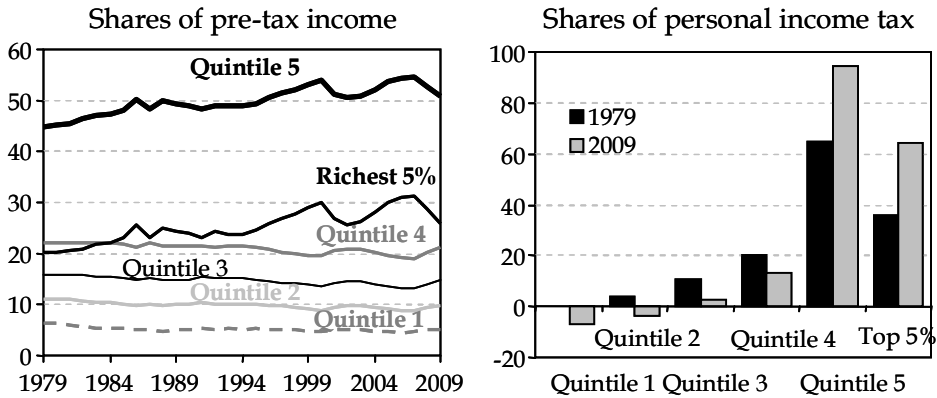 Shares of pre-tax income
60
50
40
30
20
10
0
Quintile 5
Richest 5%
Quintile 4
Quintile 3
Quintile 2
Quintile 1
1979 1984 1989 1994 1999 2004 2009
Shares of personal income tax
100
80
60
40
20
0
-20
1979
2009
Quintile 2 Quintile 4 Top 5%
Quintile 1 Quintile 3 Quintile 5